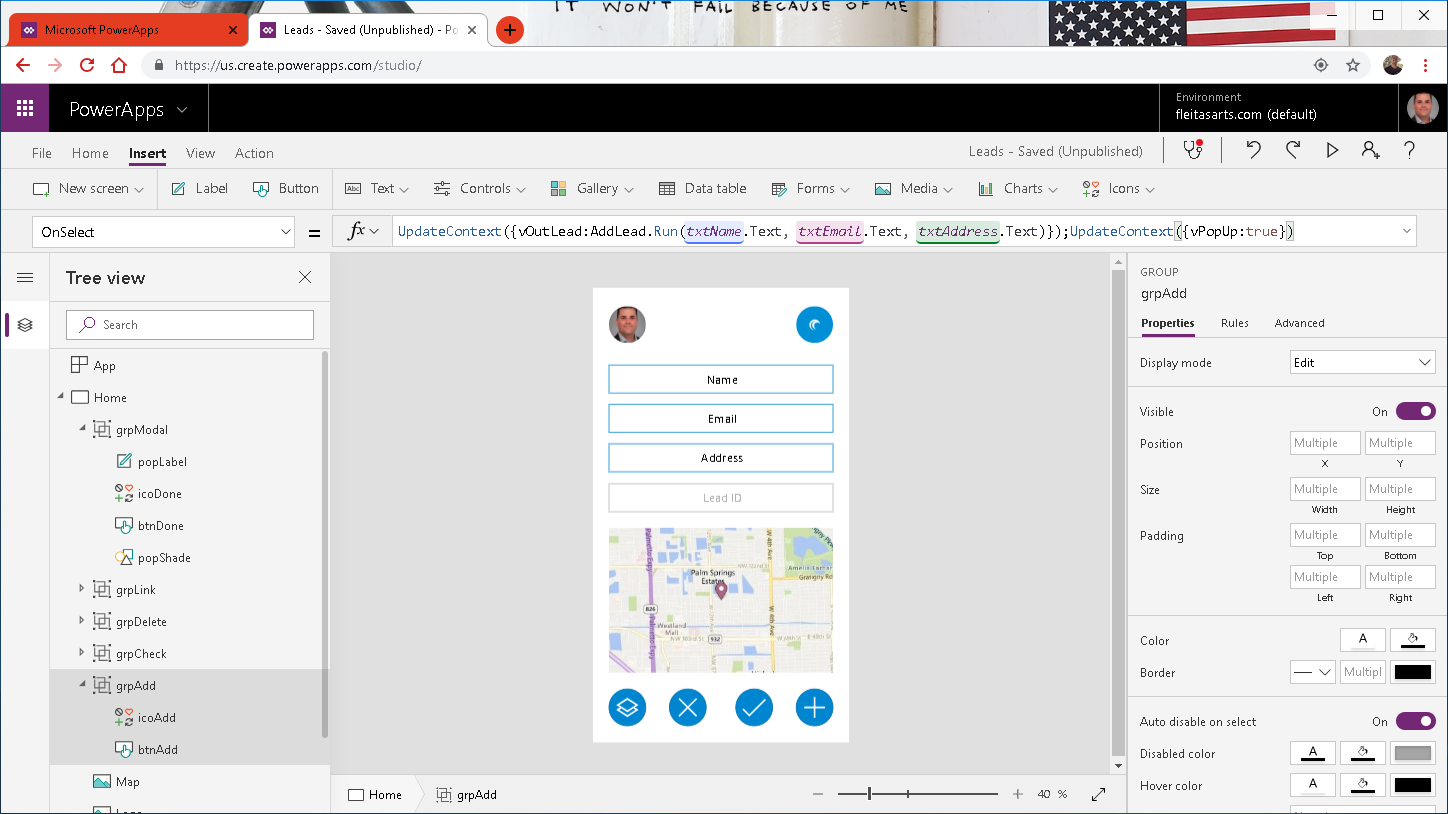 IT WON'T FAIL BECAUSE OF ME
Microsoft PowerApps
Leads - Saved (Unpublished) - Po
https://us.create.powerapps.com/studio/
PowerApps
Environment
fleitasarts.com (default)
File Home Insert View Action
Leads - Saved (Unpublished)
New screen Label Button Text Controls Gallery Data table Forms Media Charts Icons
OnSelect = fx UpdateContext({vOutLead:AddLead.Run(txtName.Text, txtEmail.Text, txtAddress.Text)});UpdateContext({vPopUp:true})
Tree view
Search
App
Home
grpModal
popLabel
icoDone
btnDone
popShade
grpLink
grpDelete
grpCheck
grpAdd
icoAdd
btnAdd
Map
Name
Email
Address
Lead ID
Palm Springs
Estates
826
Westland
Mall
932
Home grpAdd
40 %
GROUP
grpAdd
Properties Rules Advanced
Display mode Edit
Visible On
Position Multiple Multiple
X Y
Size Multiple Multiple
Width Height
Padding Multiple Multiple
Top Bottom
Multiple Multiple
Left Right
Color A
Border Multipl
Auto disable on select On
Disabled color A
Hover color A